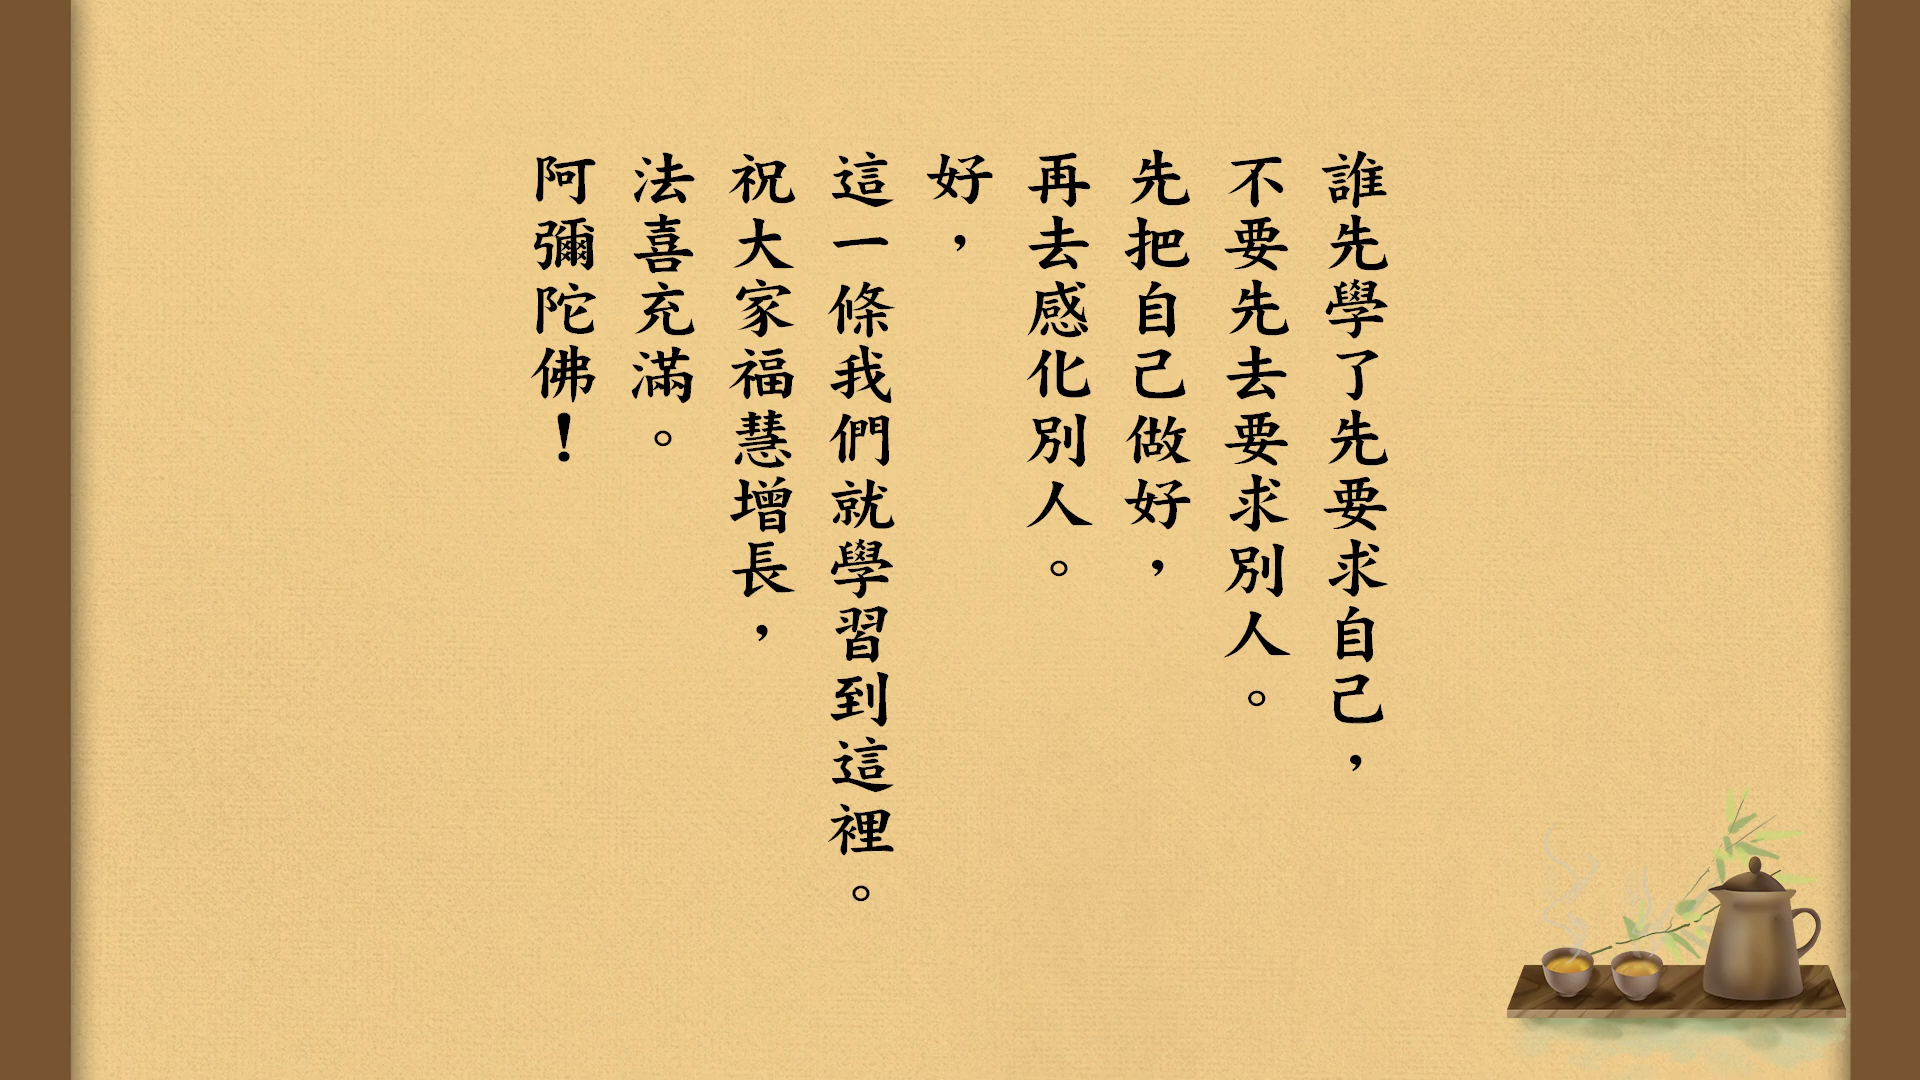 誰先學了先要求自己，
不要先去要求別人。
先把自己做好，
再去感化別人。
好，
這一條我們就學習到這裡。
祝大家福慧增長，
法喜充滿。
阿彌陀佛！